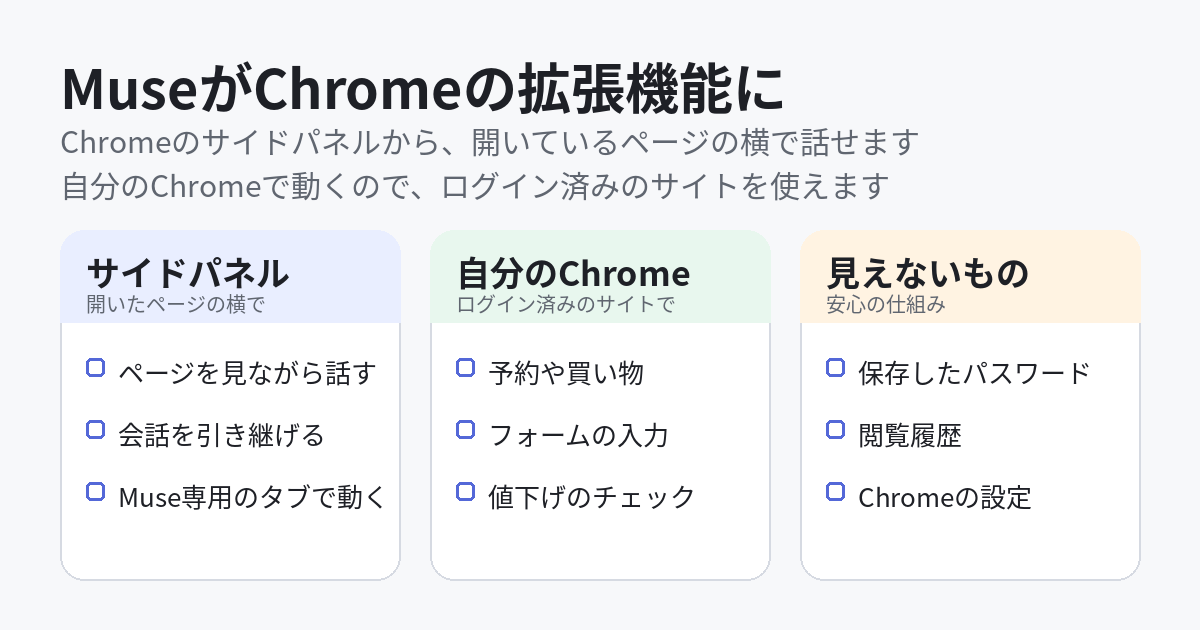 MuseがChromeの拡張機能に
Chromeのサイドパネルから、開いているページの横で話せます
自分のChromeで動くので、ログイン済みのサイトを使えます
サイドパネル
開いたページの横で
ページを見ながら話す
会話を引き継げる
Muse専用のタブで動く
自分のChrome
ログイン済みのサイトで
予約や買い物
フォームの入力
値下げのチェック
見えないもの
安心の仕組み
保存したパスワード
閲覧履歴
Chromeの設定